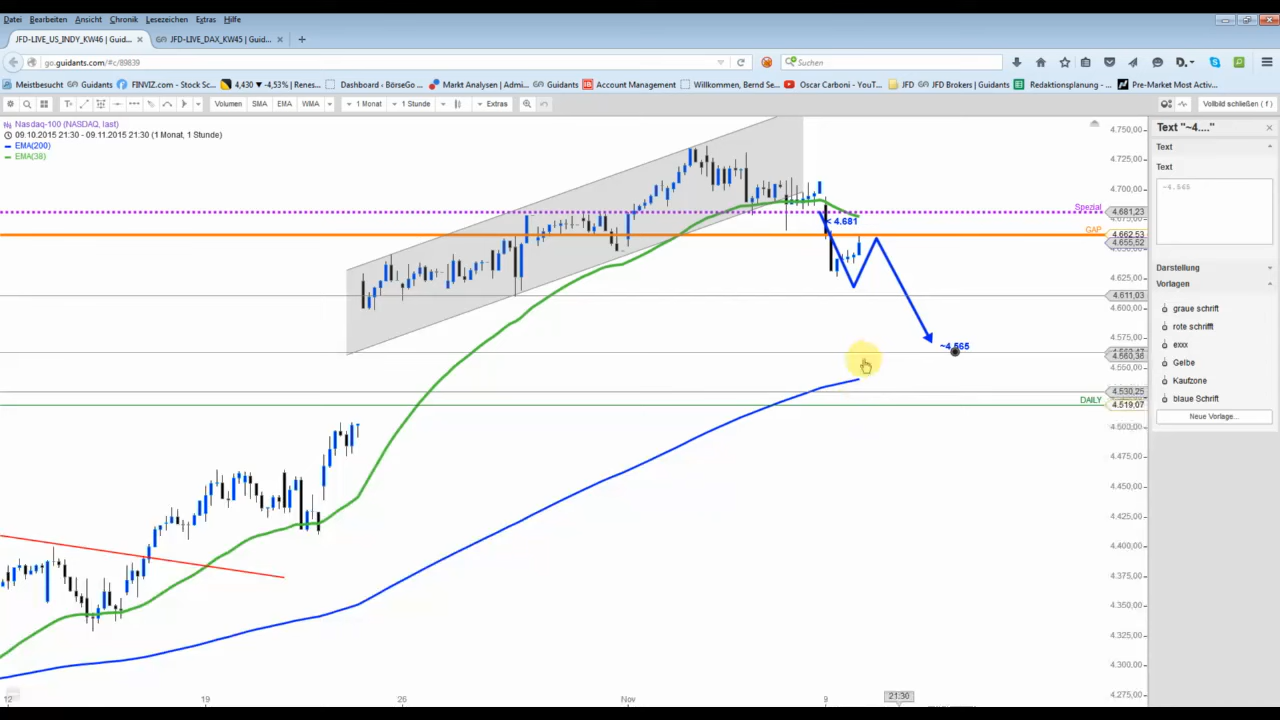 Datei Bearbeiten Ansicht Chronik Lesezeichen Extras Hilfe
JFD-LIVE_US_INDY_KW46 | Guid... JFD-LIVE_DAX_KW45 | Guid...
go.guidants.com/#c/89839 Suchen
Meistbesucht Guidants FINVIZ.com - Stock Sc... 4,430 ▼ -4,53% | Renes... Dashboard - BörseGo ... Markt Analysen | Admi... Guidants Account Management Willkommen, Bernd Se... Oscar Carboni - YouT... JFD JFD Brokers | Guidants Redaktionsplanung - ... Pre-Market Most Activ...
Volumen SMA EMA WMA 1 Monat 1 Stunde Extras Vollbild schließen ( f )
Nasdaq-100 (NASDAQ, last)
09.10.2015 21:30 - 09.11.2015 21:30 (1 Monat, 1 Stunde)
EMA(200)
EMA(38)
4.750,00
4.725,00
4.700,00
Spezial 4.681,23
< 4.681
GAP 4.662,53
4.655,52
4.625,00
4.611,03
4.600,00
4.575,00
~4.565
4.560,36
4.550,00
4.530,25
DAILY 4.519,07
4.500,00
4.475,00
4.450,00
4.425,00
4.400,00
4.375,00
4.350,00
4.325,00
4.300,00
4.275,00
12 19 26 Nov 9 21:30
Text "~4...."
Text
Text
~4.565
Darstellung
Vorlagen
graue schrift
rote schrifft
exxx
Gelbe
Kaufzone
blaue Schrift
Neue Vorlage...